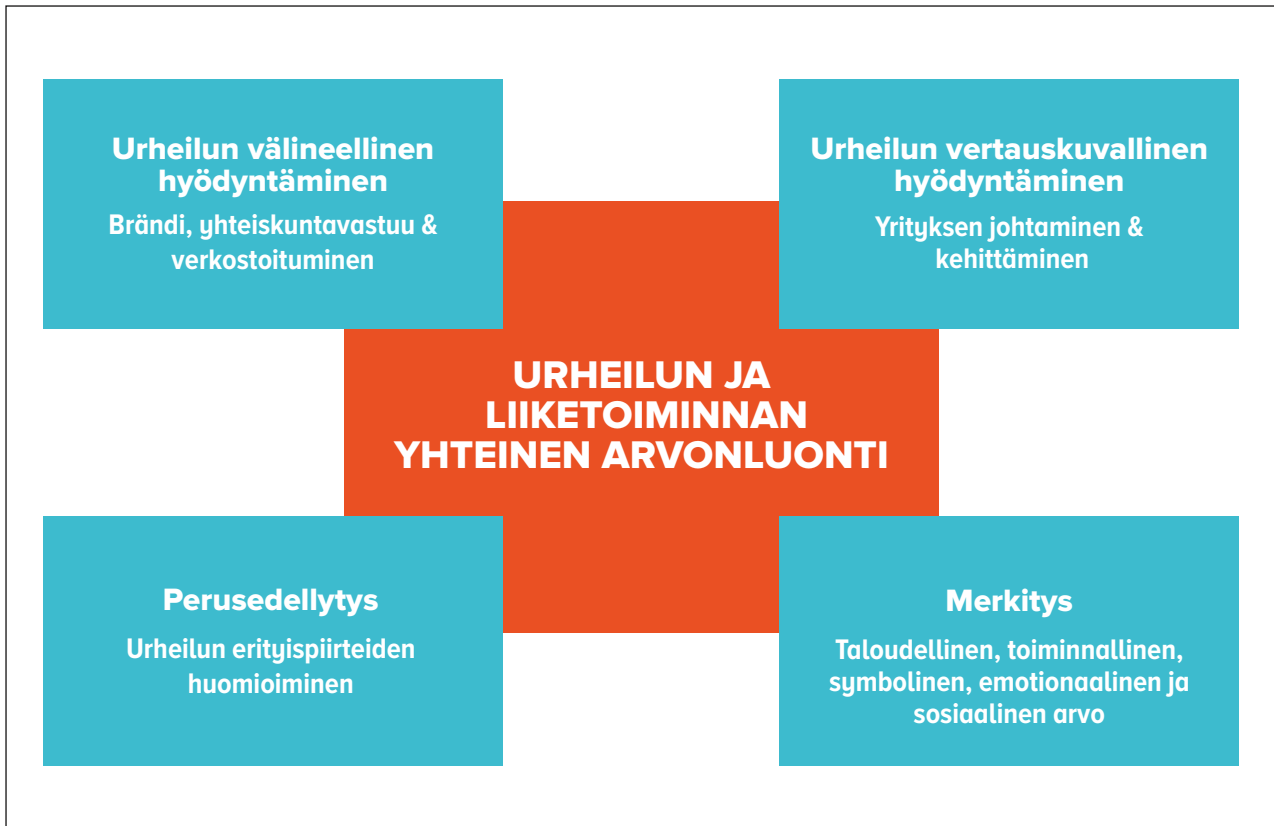 Urheilun välineellinen
hyödyntäminen
Brändi, yhteiskuntavastuu &
verkostoituminen
Urheilun vertauskuvallinen
hyödyntäminen
Yrityksen johtaminen &
kehittäminen
URHEILUN JA
LIIKETOIMINNAN
YHTEINEN ARVONLUONTI
Perusedellytys
Urheilun erityispiirteiden
huomioiminen
Merkitys
Taloudellinen, toiminnallinen,
symbolinen, emotionaalinen ja
sosiaalinen arvo